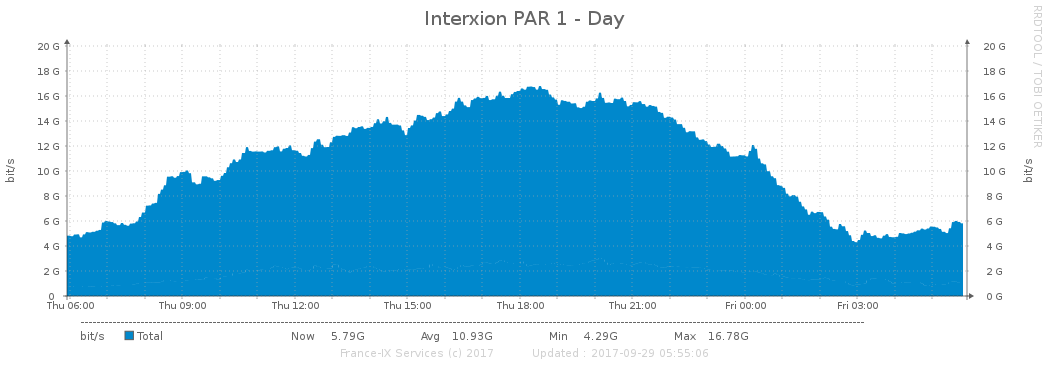 Interxion PAR 1 - Day
RRDTOOL / TOBI OETIKER
20 G 20 G
18 G 18 G
16 G 16 G
14 G 14 G
12 G 12 G
10 G 10 G
8 G 8 G
6 G 6 G
4 G 4 G
2 G 2 G
0 0 G
bit/s bit/s
Thu 06:00 Thu 09:00 Thu 12:00 Thu 15:00 Thu 18:00 Thu 21:00 Fri 00:00 Fri 03:00
bit/s Total Now 5.79G Avg 10.93G Min 4.29G Max 16.78G
France-IX Services (c) 2017 Updated : 2017-09-29 05:55:06